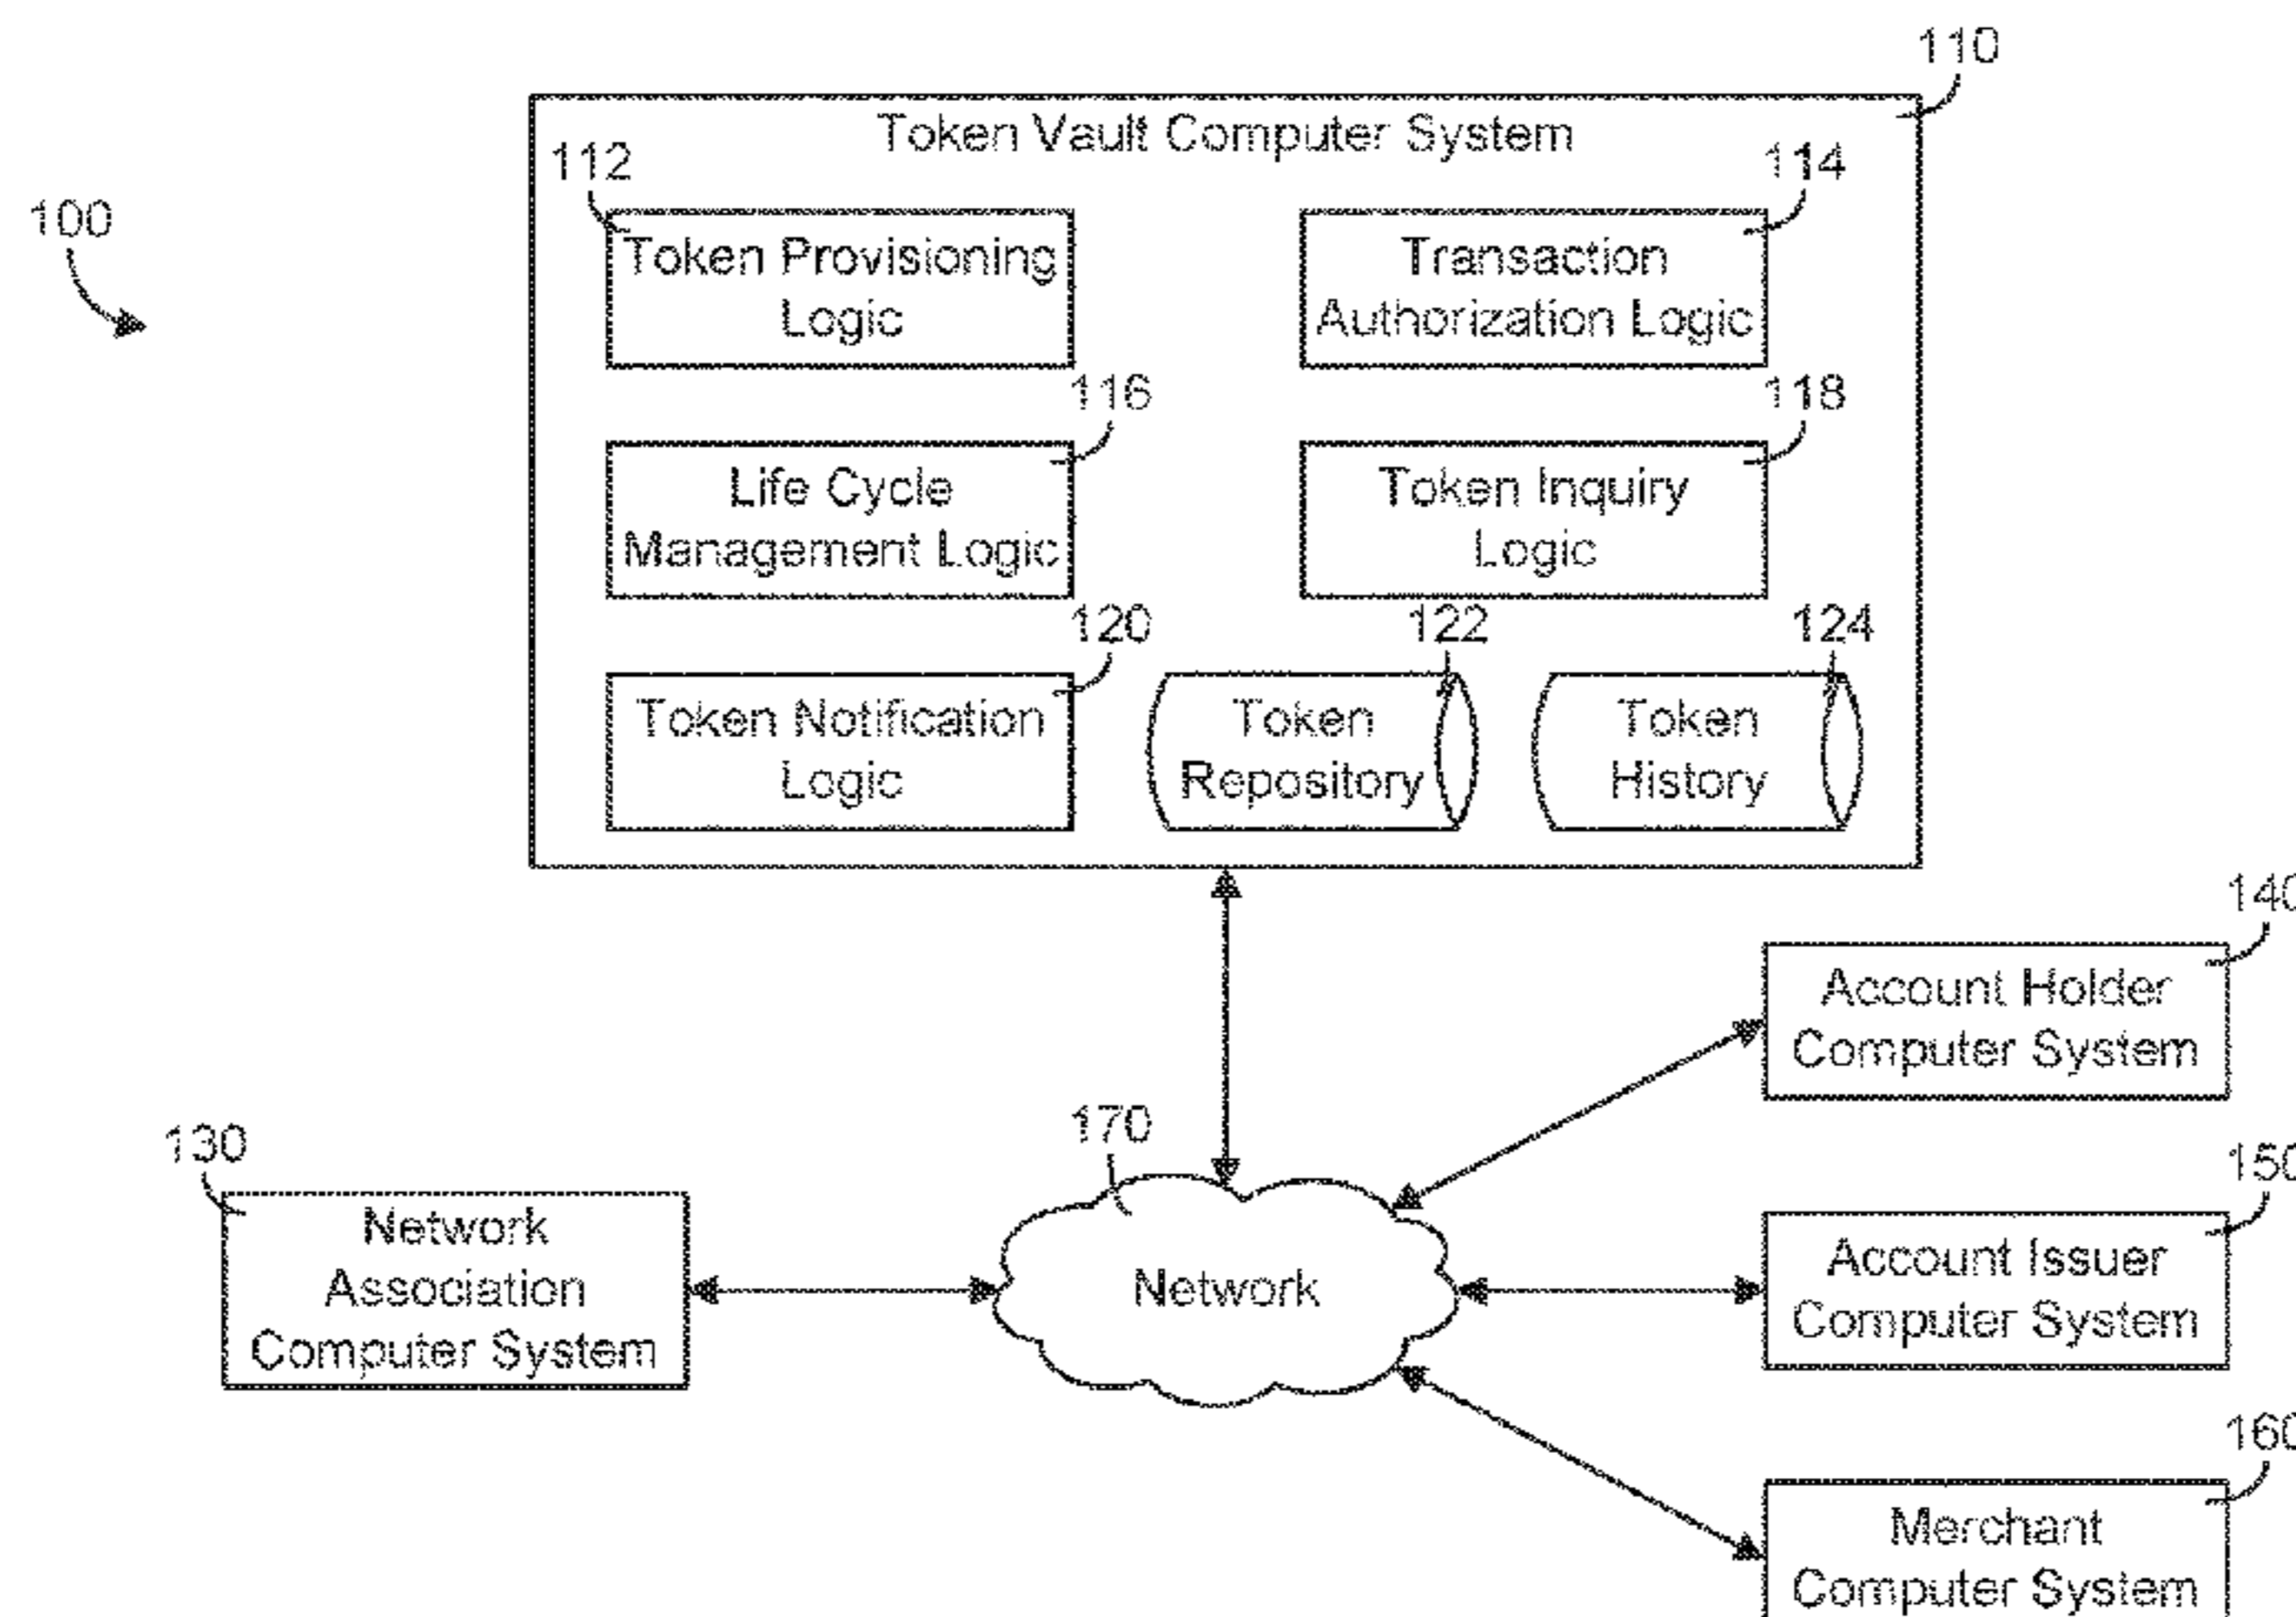 110
Token Vault Computer System
112
114
100
Token Provisioning
Logic
Transaction
Authorization Logic
116
118
Life Cycle
Management Logic
Token Inquiry
Logic
120
122
124
Token Notification
Logic
Token
Repository
Token
History
140
Account Holder
Computer System
130
170
150
Network
Association
Computer System
Network
Account Issuer
Computer System
160
Merchant
Computer System